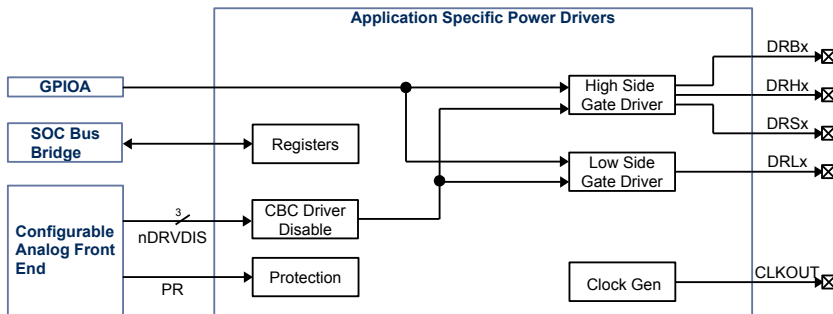 Application Specific Power Drivers
DRBx
GPIOA
High Side
Gate Driver
DRHx
SOC Bus
Bridge
Registers
DRSx
Low Side
Gate Driver
DRLx
Configurable
Analog Front
End
3
nDRVDIS
CBC Driver
Disable
PR
Protection
Clock Gen
CLKOUT